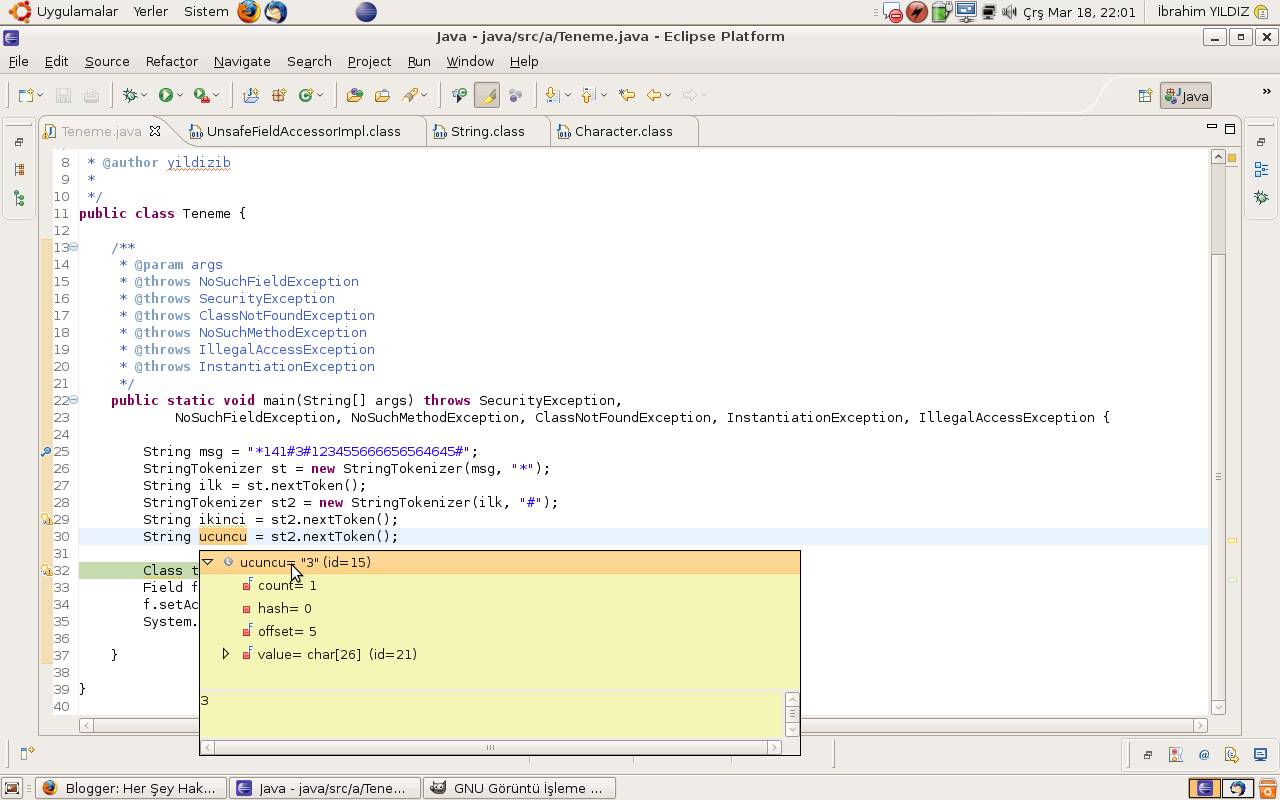 Uygulamalar Yerler Sistem Çrş Mar 18, 22:01 İbrahim YILDIZ
Java - java/src/a/Teneme.java - Eclipse Platform
File Edit Source Refactor Navigate Search Project Run Window Help
Java »
Teneme.java UnsafeFieldAccessorImpl.class String.class Character.class
8 * @author yildizib
9 *
10 */
11 public class Teneme {
12
13 /**
14 * @param args
15 * @throws NoSuchFieldException
16 * @throws SecurityException
17 * @throws ClassNotFoundException
18 * @throws NoSuchMethodException
19 * @throws IllegalAccessException
20 * @throws InstantiationException
21 */
22 public static void main(String[] args) throws SecurityException,
23 NoSuchFieldException, NoSuchMethodException, ClassNotFoundException, InstantiationException, IllegalAccessException {
24
25 String msg = "*141#3#123455666656564645#";
26 StringTokenizer st = new StringTokenizer(msg, "*");
27 String ilk = st.nextToken();
28 StringTokenizer st2 = new StringTokenizer(ilk, "#");
29 String ikinci = st2.nextToken();
30 String ucuncu = st2.nextToken();
31
32 Class t
33 Field f
34 f.setAc
35 System.
36
37 }
38
39 }
40
ucuncu= "3" (id=15)
count= 1
hash= 0
offset= 5
value= char[26] (id=21)
3
Blogger: Her Şey Hak... Java - java/src/a/Tene... GNU Görüntü İşleme ...